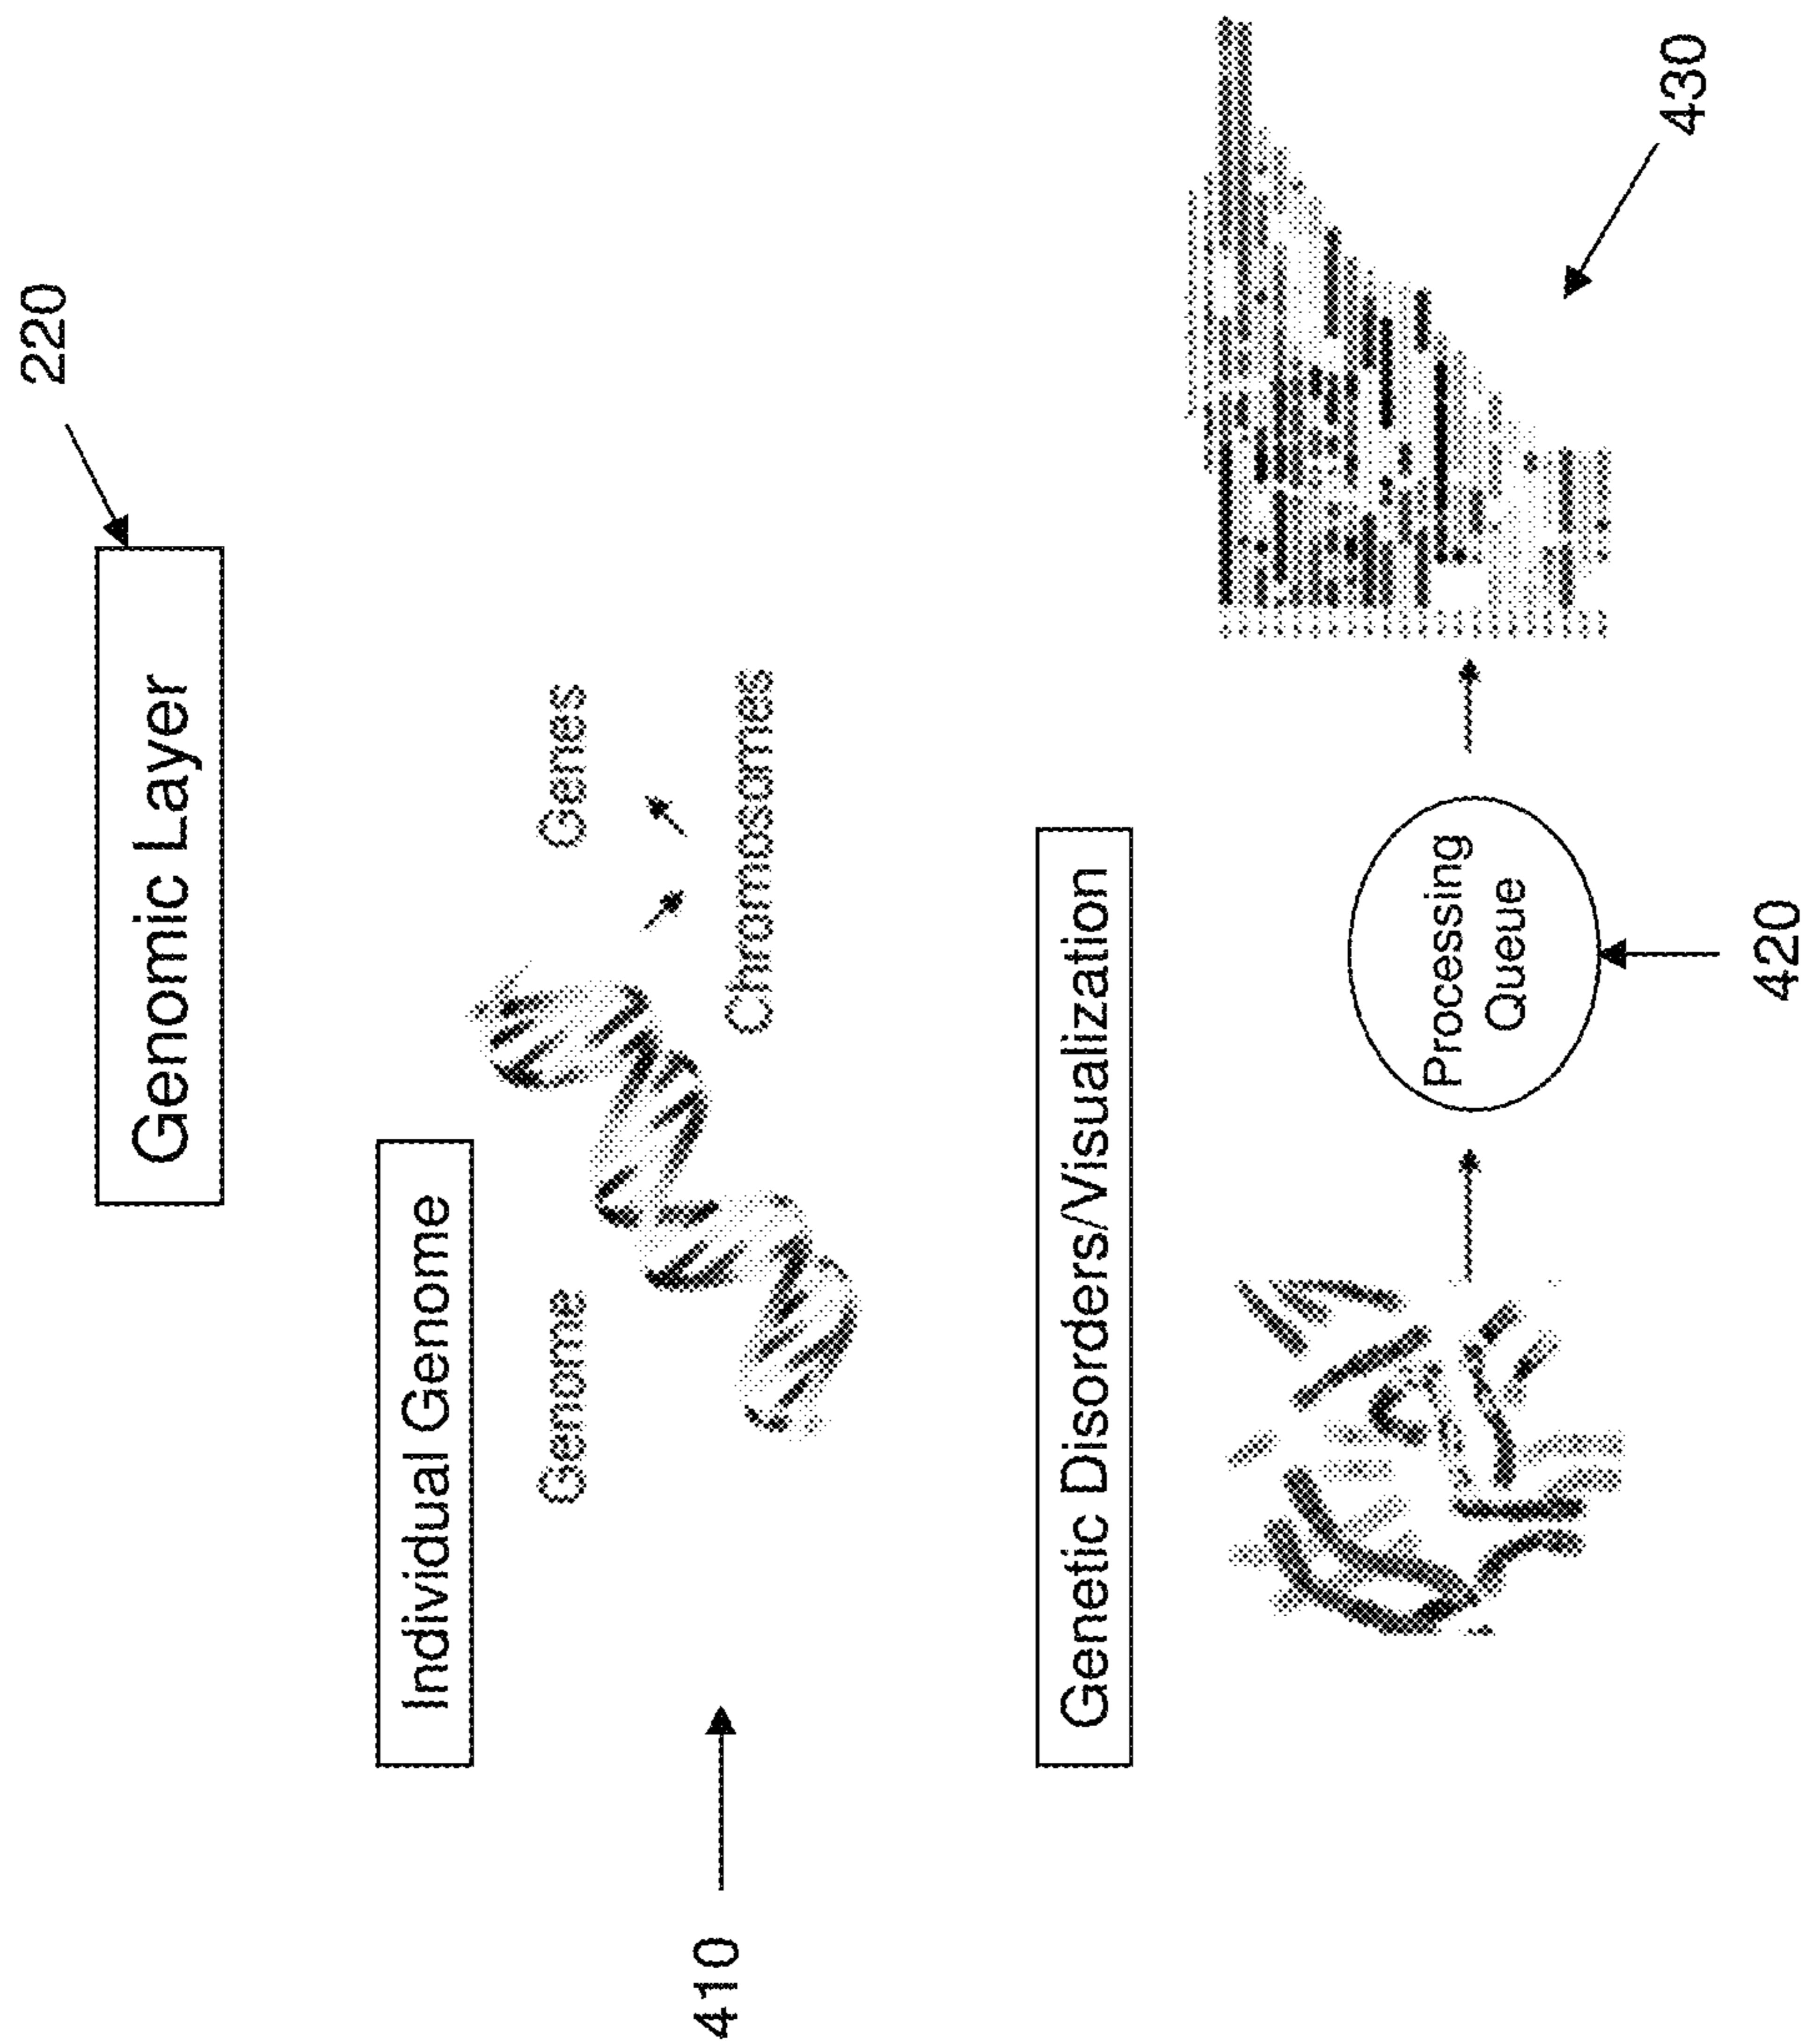 220
Genomic Layer
Individual Genome
Genome
Genes
Chromosomes
410
Genetic Disorders/Visualization
Processing
Queue
420
430